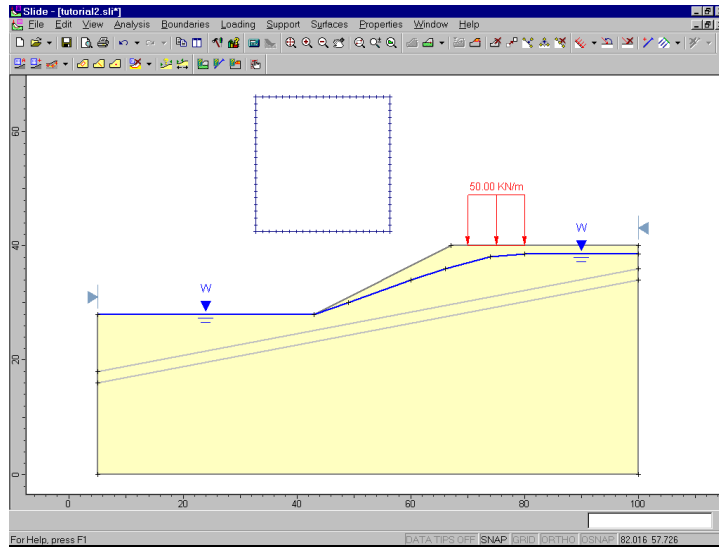 Slide - [tutorial2.sli*]
File Edit View Analysis Boundaries Loading Support Surfaces Properties Window Help
60
40
20
0
50.00 KN/m
W
W
0 20 40 60 80 100
For Help, press F1
DATA TIPS OFF SNAP GRID ORTHO OSNAP 82.016 57.726